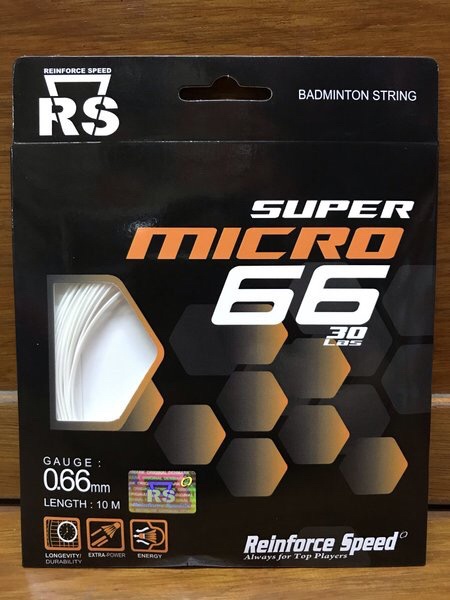 REINFORCE SPEED
RS
BADMINTON STRING
SUPER
MICRO
66
30
Lbs
GAUGE :
0.66mm
LENGTH : 10 M
RS
LONGEVITY/
DURABILITY
EXTRA-POWER
ENERGY
Reinforce Speed
Always for Top Players